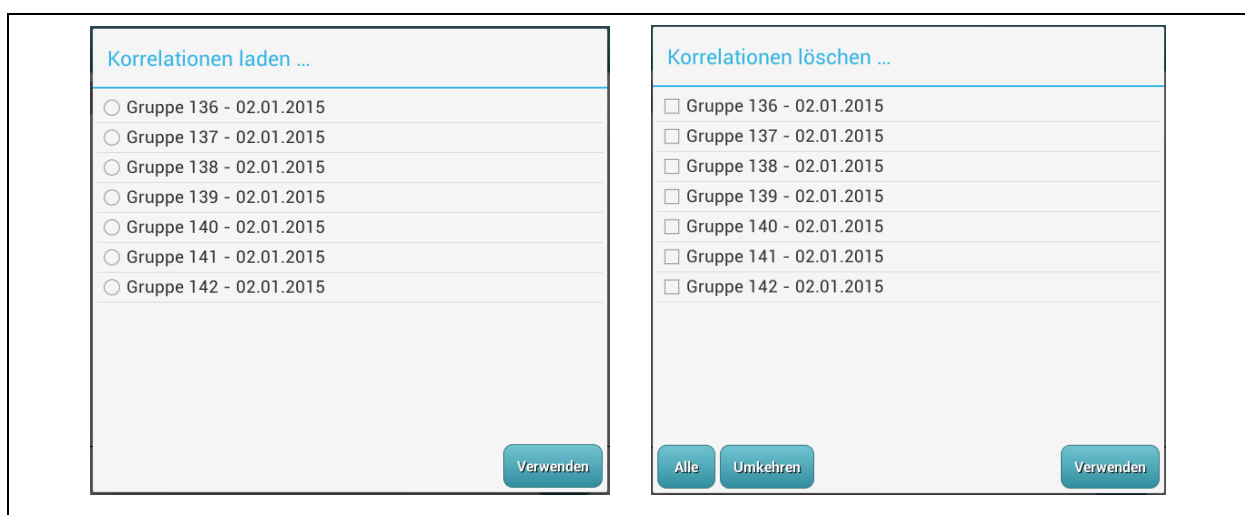 Korrelationen laden ...
Gruppe 136 - 02.01.2015
Gruppe 137 - 02.01.2015
Gruppe 138 - 02.01.2015
Gruppe 139 - 02.01.2015
Gruppe 140 - 02.01.2015
Gruppe 141 - 02.01.2015
Gruppe 142 - 02.01.2015
Verwenden
Korrelationen löschen ...
Gruppe 136 - 02.01.2015
Gruppe 137 - 02.01.2015
Gruppe 138 - 02.01.2015
Gruppe 139 - 02.01.2015
Gruppe 140 - 02.01.2015
Gruppe 141 - 02.01.2015
Gruppe 142 - 02.01.2015
Alle Umkehren Verwenden